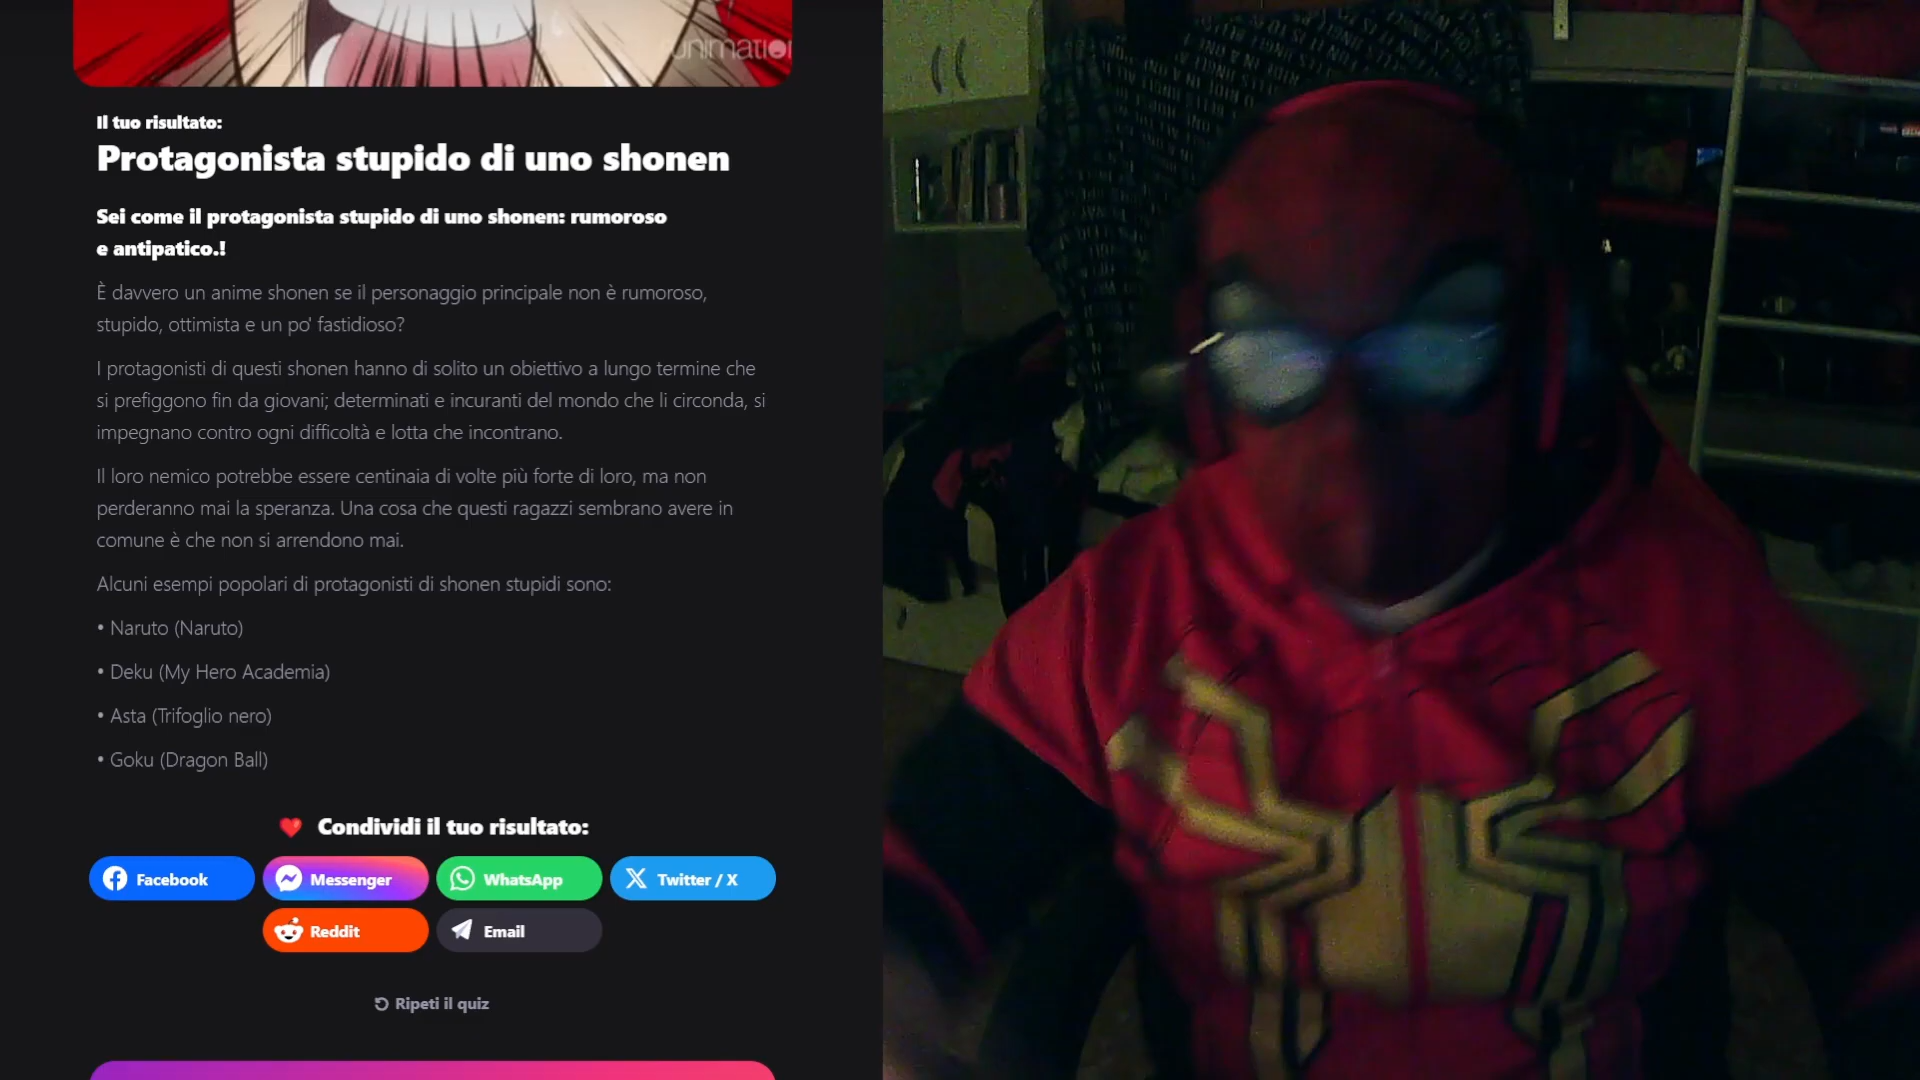 Funimation
Il tuo risultato:
Protagonista stupido di uno shonen
Sei come il protagonista stupido di uno shonen: rumoroso
e antipatico.!
È davvero un anime shonen se il personaggio principale non è rumoroso,
stupido, ottimista e un po' fastidioso?
I protagonisti di questi shonen hanno di solito un obiettivo a lungo termine che
si prefiggono fin da giovani; determinati e incuranti del mondo che li circonda, si
impegnano contro ogni difficoltà e lotta che incontrano.
Il loro nemico potrebbe essere centinaia di volte più forte di loro, ma non
perderanno mai la speranza. Una cosa che questi ragazzi sembrano avere in
comune è che non si arrendono mai.
Alcuni esempi popolari di protagonisti di shonen stupidi sono:
• Naruto (Naruto)
• Deku (My Hero Academia)
• Asta (Trifoglio nero)
• Goku (Dragon Ball)
Condividi il tuo risultato:
Facebook
Messenger
WhatsApp
Twitter / X
Reddit
Email
Ripeti il quiz